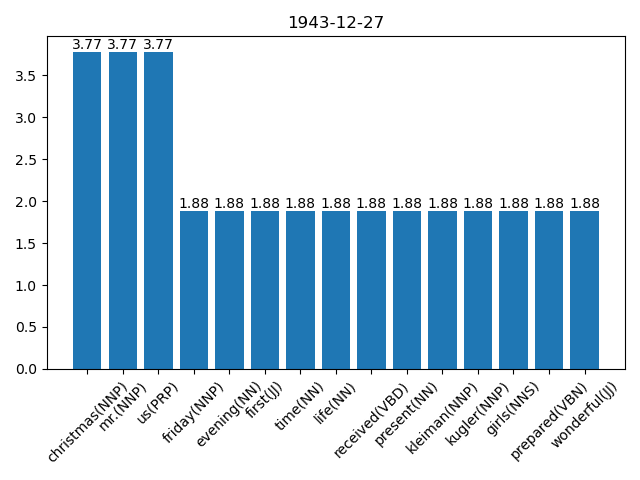 1943-12-27
3.77 3.77 3.77
1.88 1.88 1.88 1.88 1.88 1.88 1.88 1.88 1.88 1.88 1.88 1.88
3.5
3.0
2.5
2.0
1.5
1.0
0.5
0.0
christmas(NNP)
mr.(NNP)
us(PRP)
friday(NNP)
evening(NN)
first(JJ)
time(NN)
life(NN)
received(VBD)
present(NN)
kleiman(NNP)
kugler(NNP)
girls(NNS)
prepared(VBN)
wonderful(JJ)